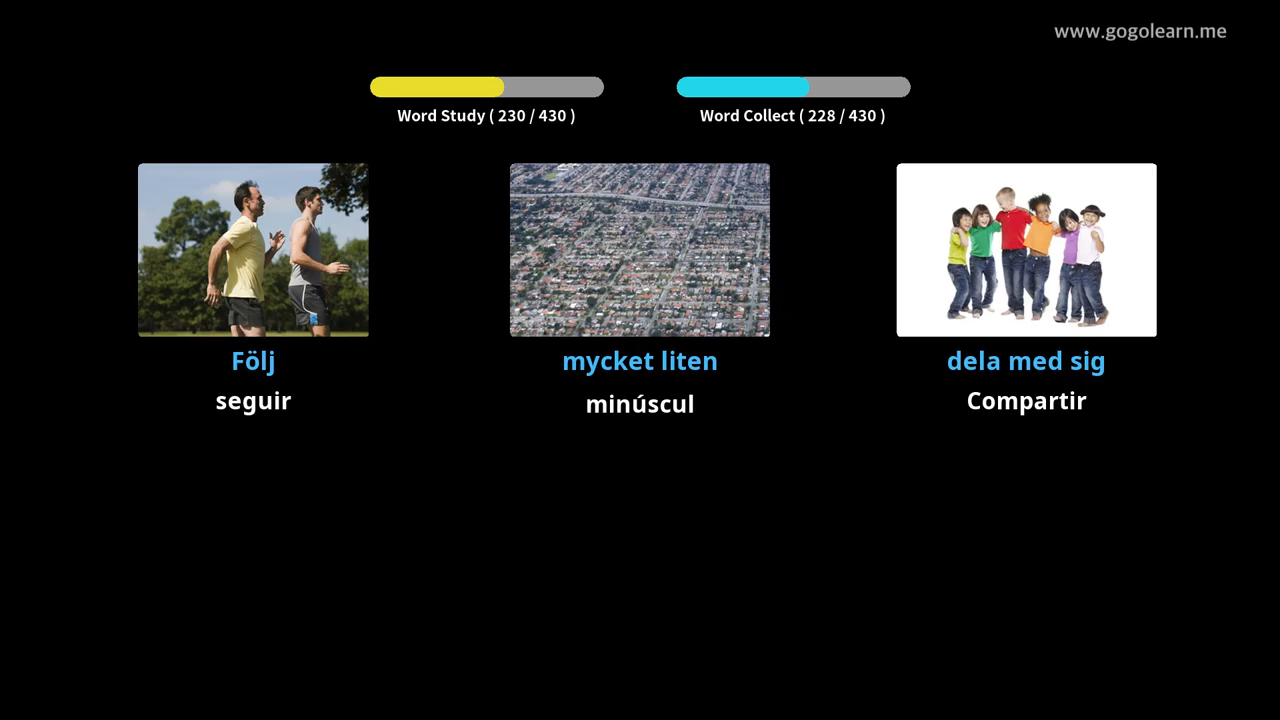 www.gogolearn.me
Word Study ( 230 / 430 )
Word Collect ( 228 / 430 )
Följ
mycket liten
dela med sig
seguir
minúscul
Compartir